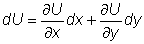 dU = ∂U/∂x dx + ∂U/∂y dy